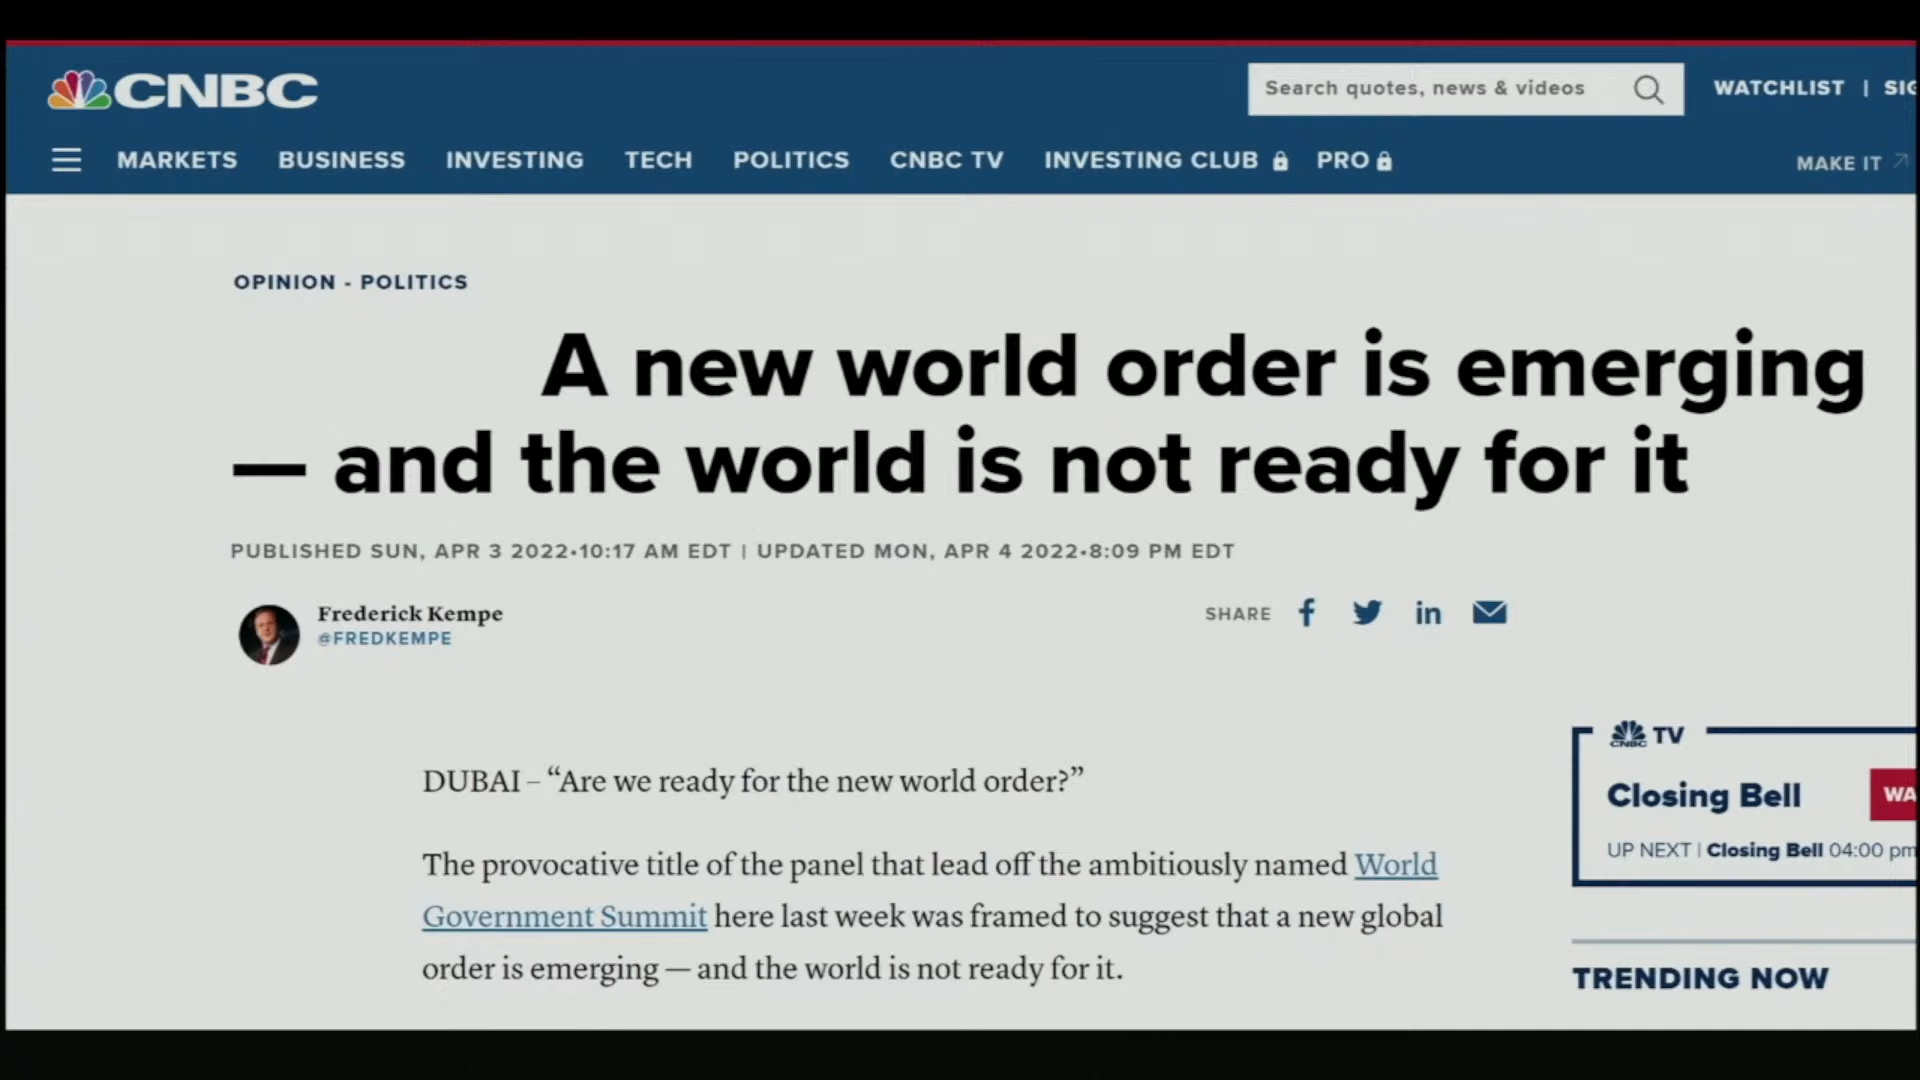 CNBC
Search quotes, news & videos
WATCHLIST | SIG
MARKETS BUSINESS INVESTING TECH POLITICS CNBC TV INVESTING CLUB PRO
MAKE IT
OPINION - POLITICS
A new world order is emerging
— and the world is not ready for it
PUBLISHED SUN, APR 3 2022•10:17 AM EDT | UPDATED MON, APR 4 2022•8:09 PM EDT
Frederick Kempe
@FREDKEMPE
SHARE
DUBAI – “Are we ready for the new world order?”
The provocative title of the panel that lead off the ambitiously named World
Government Summit here last week was framed to suggest that a new global
order is emerging — and the world is not ready for it.
CNBC TV
Closing Bell
WA
UP NEXT | Closing Bell 04:00 pm
TRENDING NOW